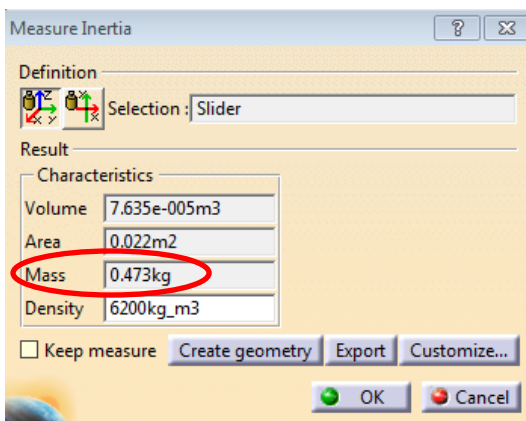 Measure Inertia
Definition
Selection : Slider
Result
Characteristics
Volume 7.635e-005m3
Area 0.022m2
Mass 0.473kg
Density 6200kg_m3
Keep measure Create geometry Export Customize...
OK Cancel